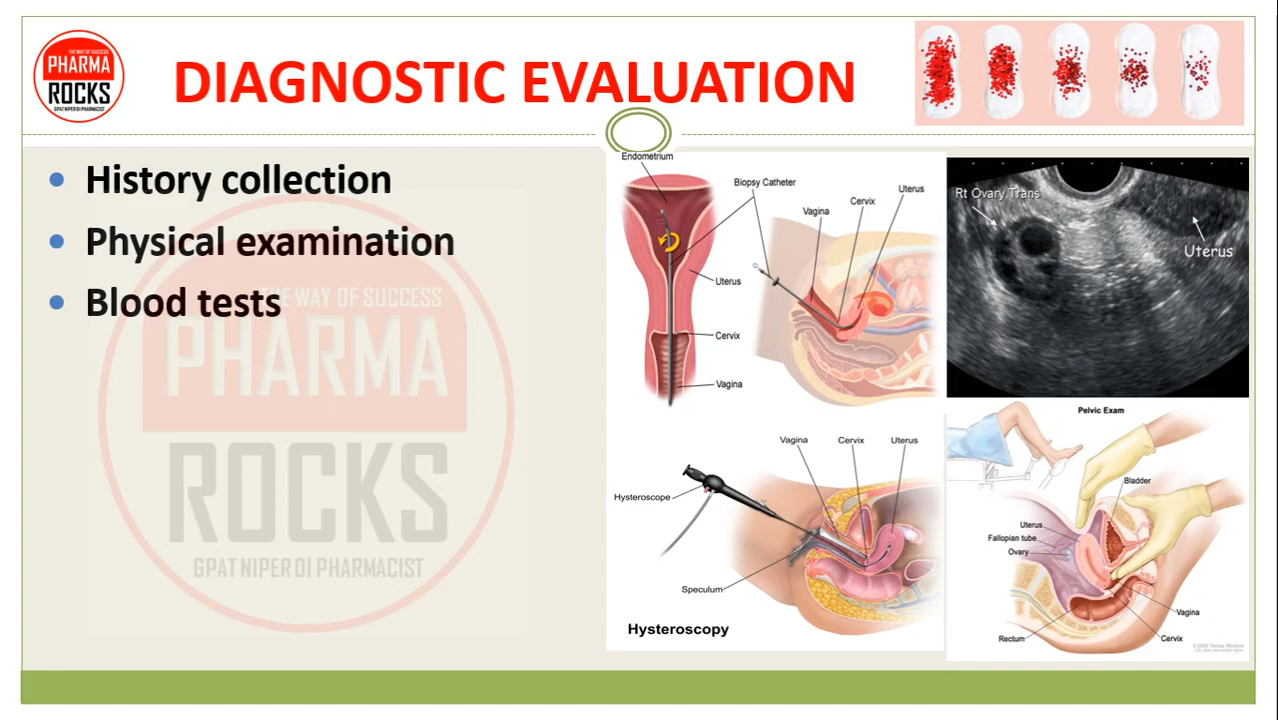 THE WAY OF SUCCESS
PHARMA
ROCKS
GPAT NIPER DI PHARMACIST
DIAGNOSTIC EVALUATION
• History collection
• Physical examination
• Blood tests
THE WAY OF SUCCESS
PHARMA
ROCKS
GPAT NIPER DI PHARMACIST
Endometrium
Biopsy Catheter
Uterus
Cervix
Vagina
Vagina
Cervix
Uterus
Rt Ovary Trans
Uterus
Vagina
Cervix
Uterus
Hysteroscope
Speculum
Hysteroscopy
Pelvic Exam
Bladder
Uterus
Fallopian tube
Ovary
Vagina
Rectum
Cervix